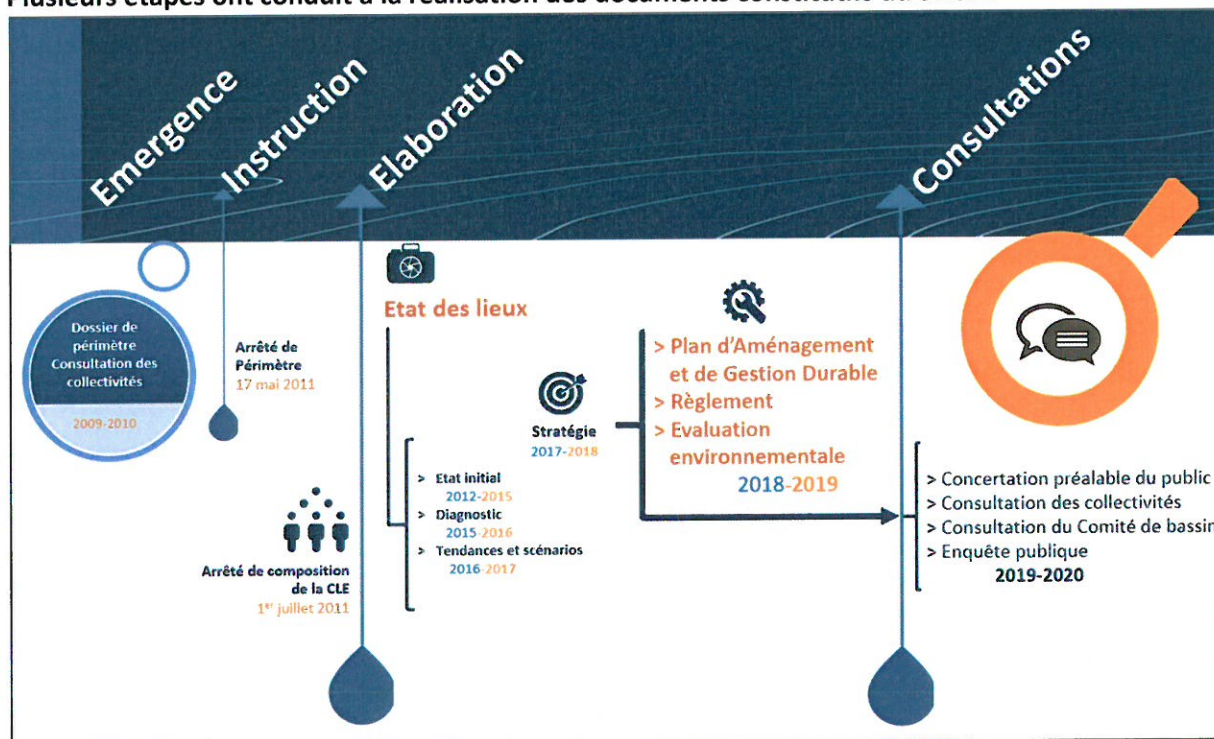 Plusieurs étapes ont conduit à la réalisation des documents constitutifs du
Emergence
Instruction
Elaboration
Consultations
Dossier de
périmètre
Consultation des
collectivités
2009-2010
Arrêté de
Périmètre
17 mai 2011
Arrêté de composition
de la CLE
1er juillet 2011
Etat des lieux
> Etat initial
2012-2015
> Diagnostic
2015-2016
> Tendances et scénarios
2016-2017
Stratégie
2017-2018
> Plan d'Aménagement
et de Gestion Durable
> Règlement
> Evaluation
environnementale
2018-2019
> Concertation préalable du public
> Consultation des collectivités
> Consultation du Comité de bassin
> Enquête publique
2019-2020